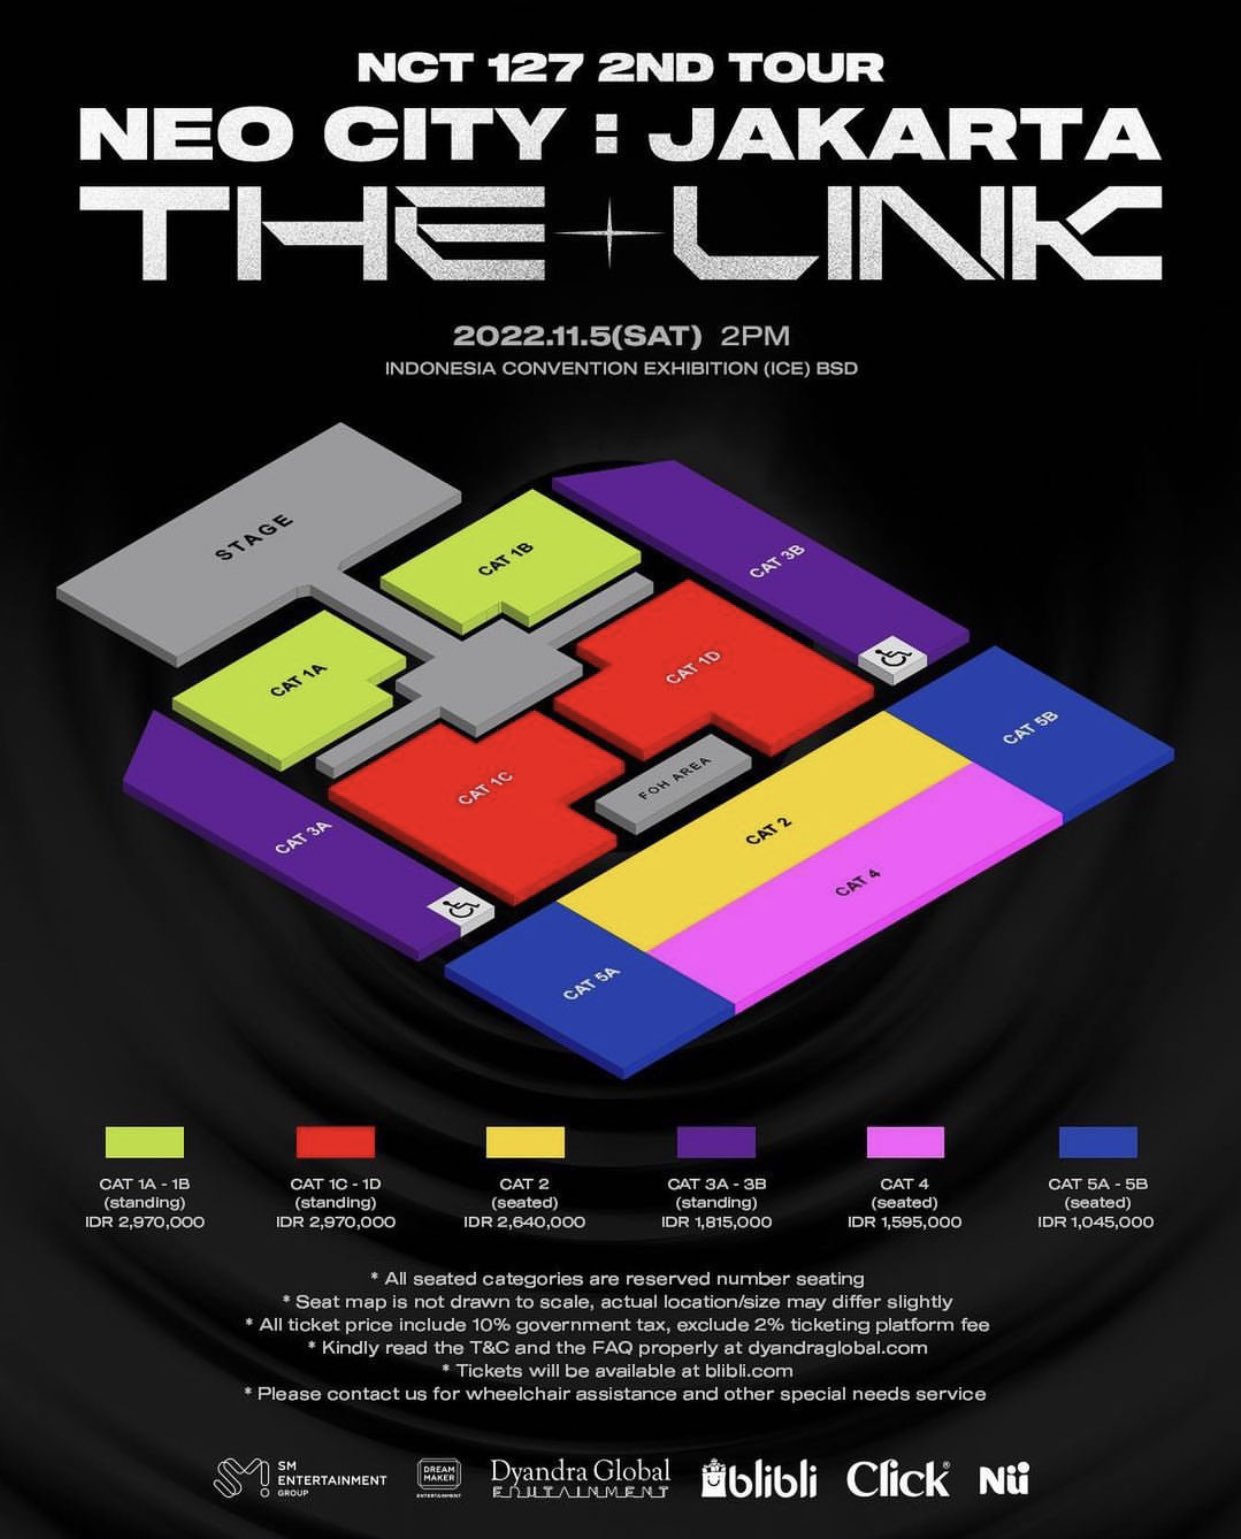 NCT 127 2ND TOUR
NEO CITY : JAKARTA
THE LINK
2022.11.5(SAT) 2PM
INDONESIA CONVENTION EXHIBITION (ICE) BSD
STAGE
CAT 1B
CAT 3B
CAT 1A
CAT 1D
CAT 5B
CAT 1C
FOH AREA
CAT 3A
CAT 2
CAT 4
CAT 5A
CAT 1A - 1B
(standing)
IDR 2,970,000
CAT 1C - 1D
(standing)
IDR 2,970,000
CAT 2
(seated)
IDR 2,640,000
CAT 3A - 3B
(standing)
IDR 1,815,000
CAT 4
(seated)
IDR 1,595,000
CAT 5A - 5B
(seated)
IDR 1,045,000
* All seated categories are reserved number seating
* Seat map is not drawn to scale, actual location/size may differ slightly
* All ticket price include 10% government tax, exclude 2% ticketing platform fee
* Kindly read the T&C and the FAQ properly at dyandraglobal.com
* Tickets will be available at blibli.com
* Please contact us for wheelchair assistance and other special needs service
SM
ENTERTAINMENT
GROUP
DREAM
MAKER
ENTERTAINMENT
Dyandra Global
EDUTAINMENT
blibli
Click®
Nü